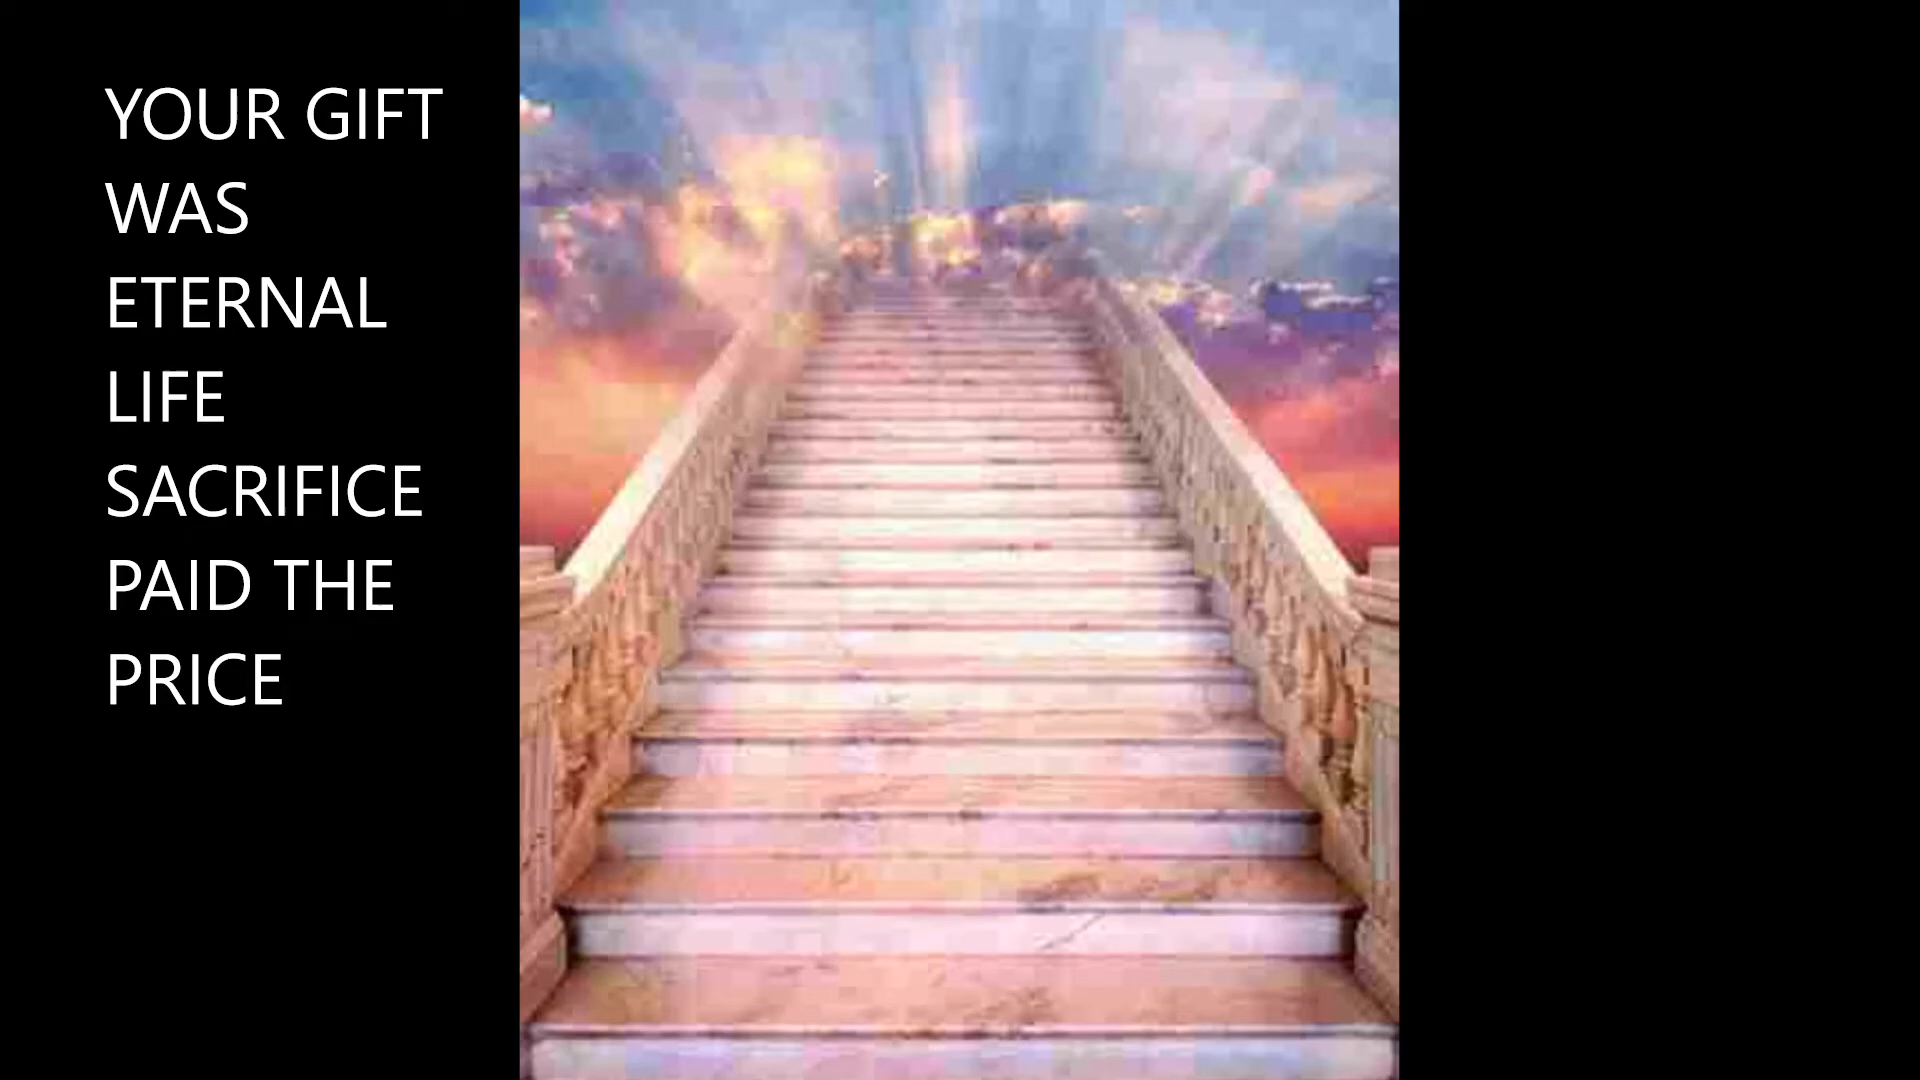 YOUR GIFT
WAS
ETERNAL
LIFE
SACRIFICE
PAID THE
PRICE